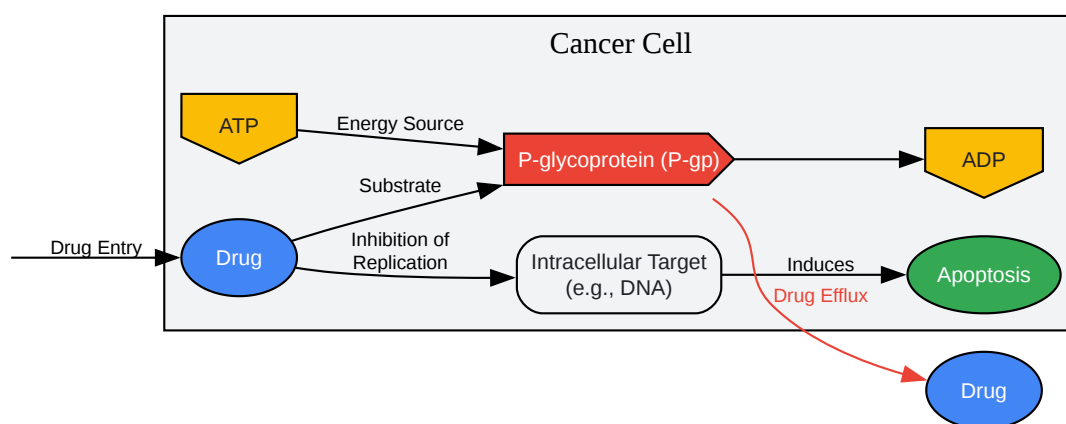 Cancer Cell
ATP
Energy Source
P-glycoprotein (P-gp)
ADP
Substrate
Drug Entry
Drug
Inhibition of
Replication
Intracellular Target
(e.g., DNA)
Induces
Apoptosis
Drug Efflux
Drug